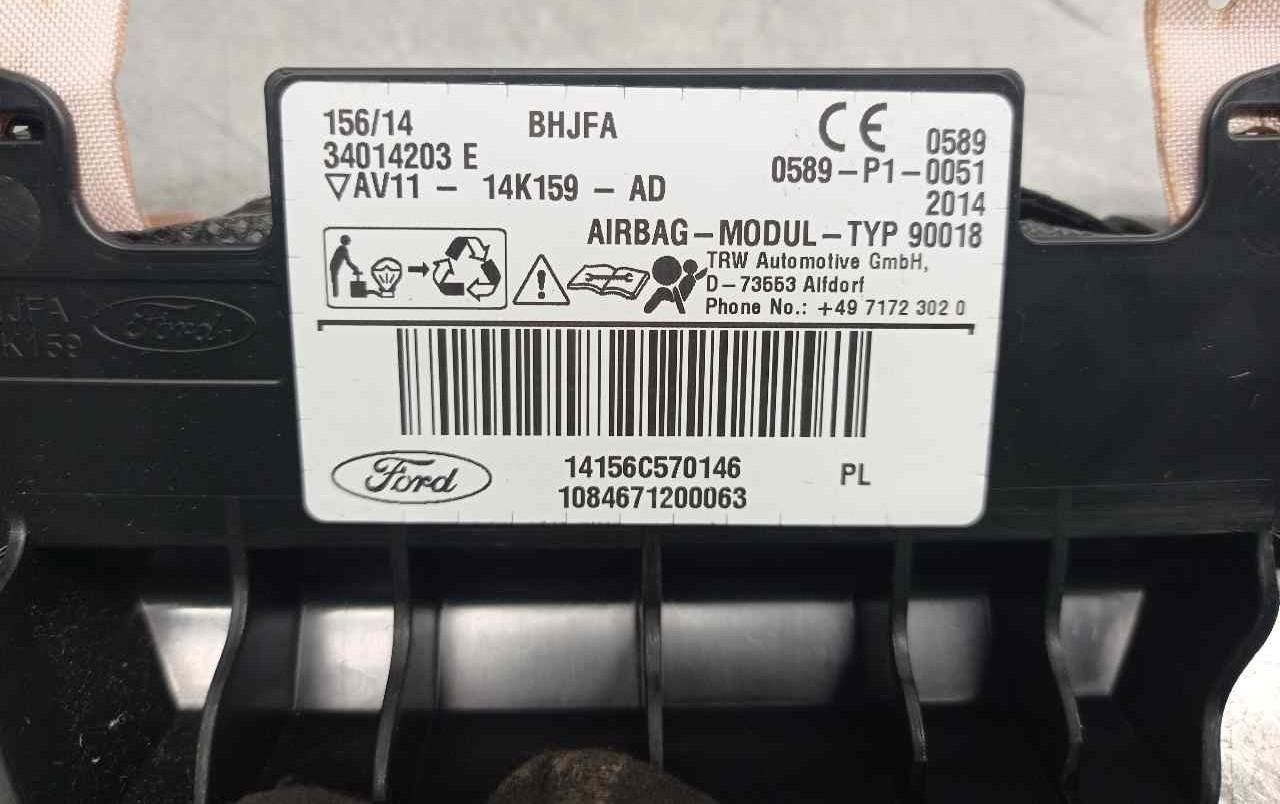 156/14 BHJFA CE 0589
34014203 E 0589-P1-0051
▽AV11 - 14K159 - AD 2014
AIRBAG-MODUL-TYP 90018
TRW Automotive GmbH,
D-73553 Alfdorf
Phone No.: +49 7172 302 0
JFA
K159
Ford
Ford
14156C570146 PL
1084671200063